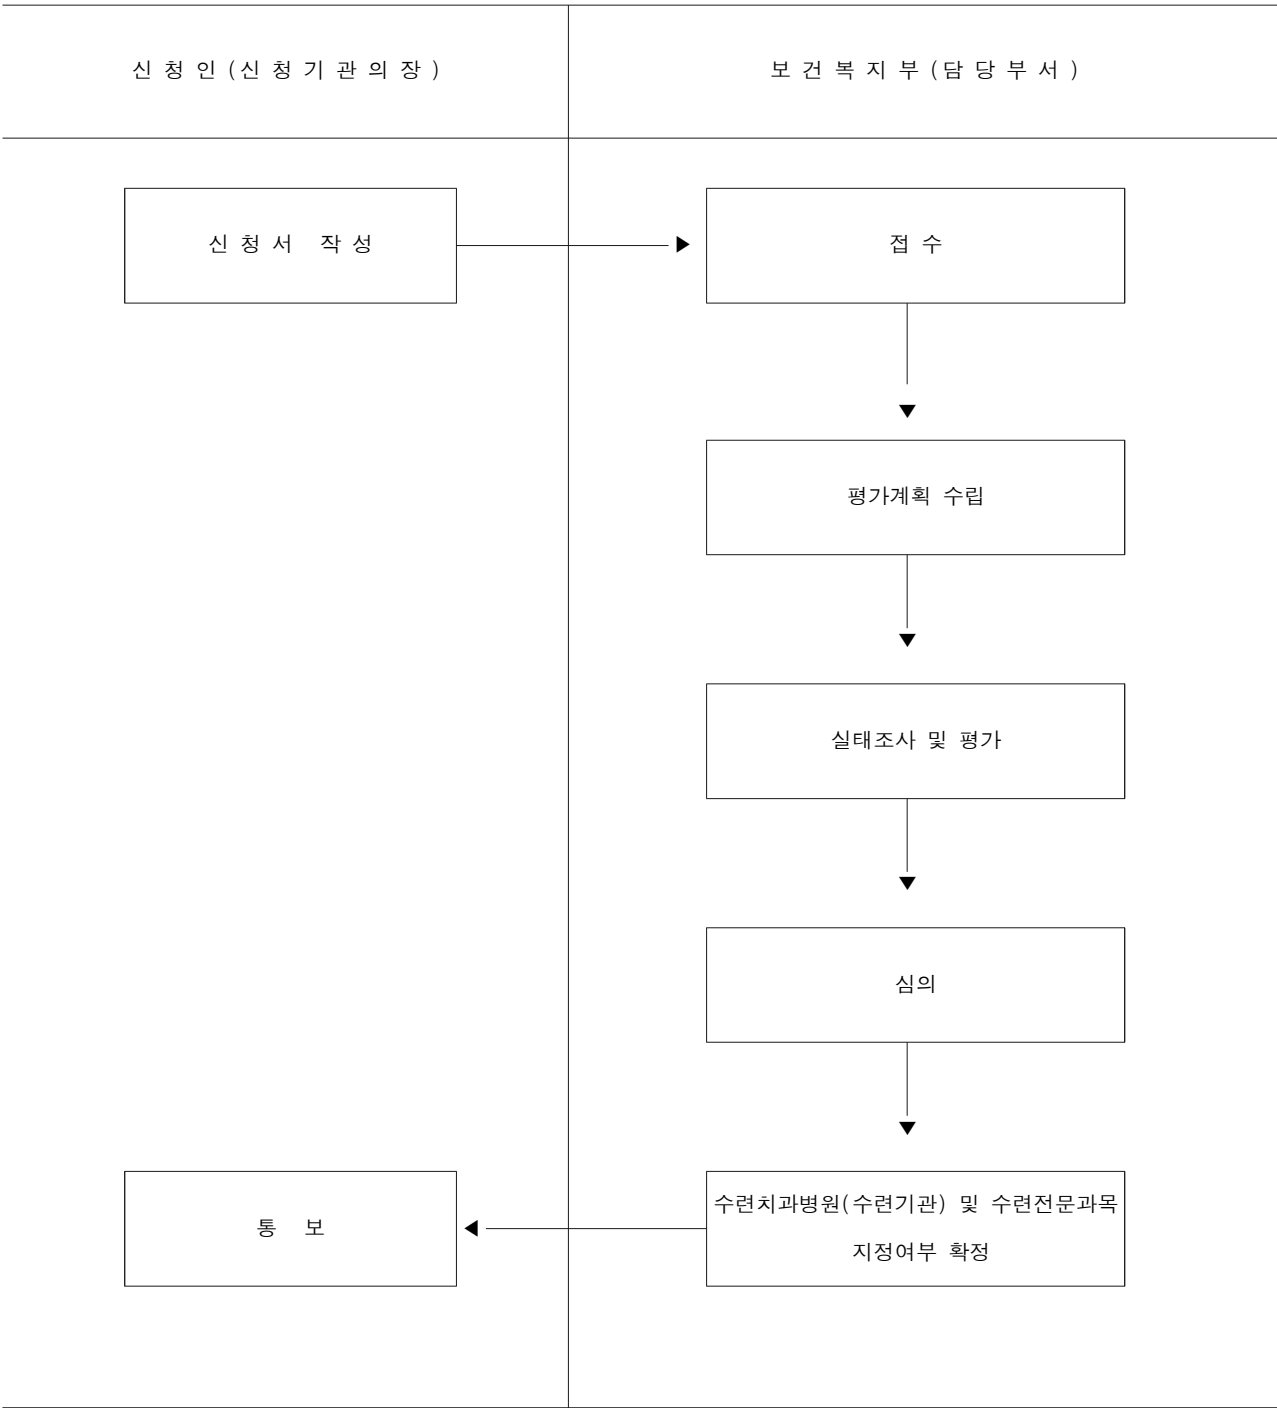 신 청 인 (신 청 기 관 의 장 )
보 건 복 지 부 (담 당 부 서 )
신 청 서 작 성
접 수
평가계획 수립
실태조사 및 평가
심의
수련치과병원(수련기관) 및 수련전문과목
지정여부 확정
통 보